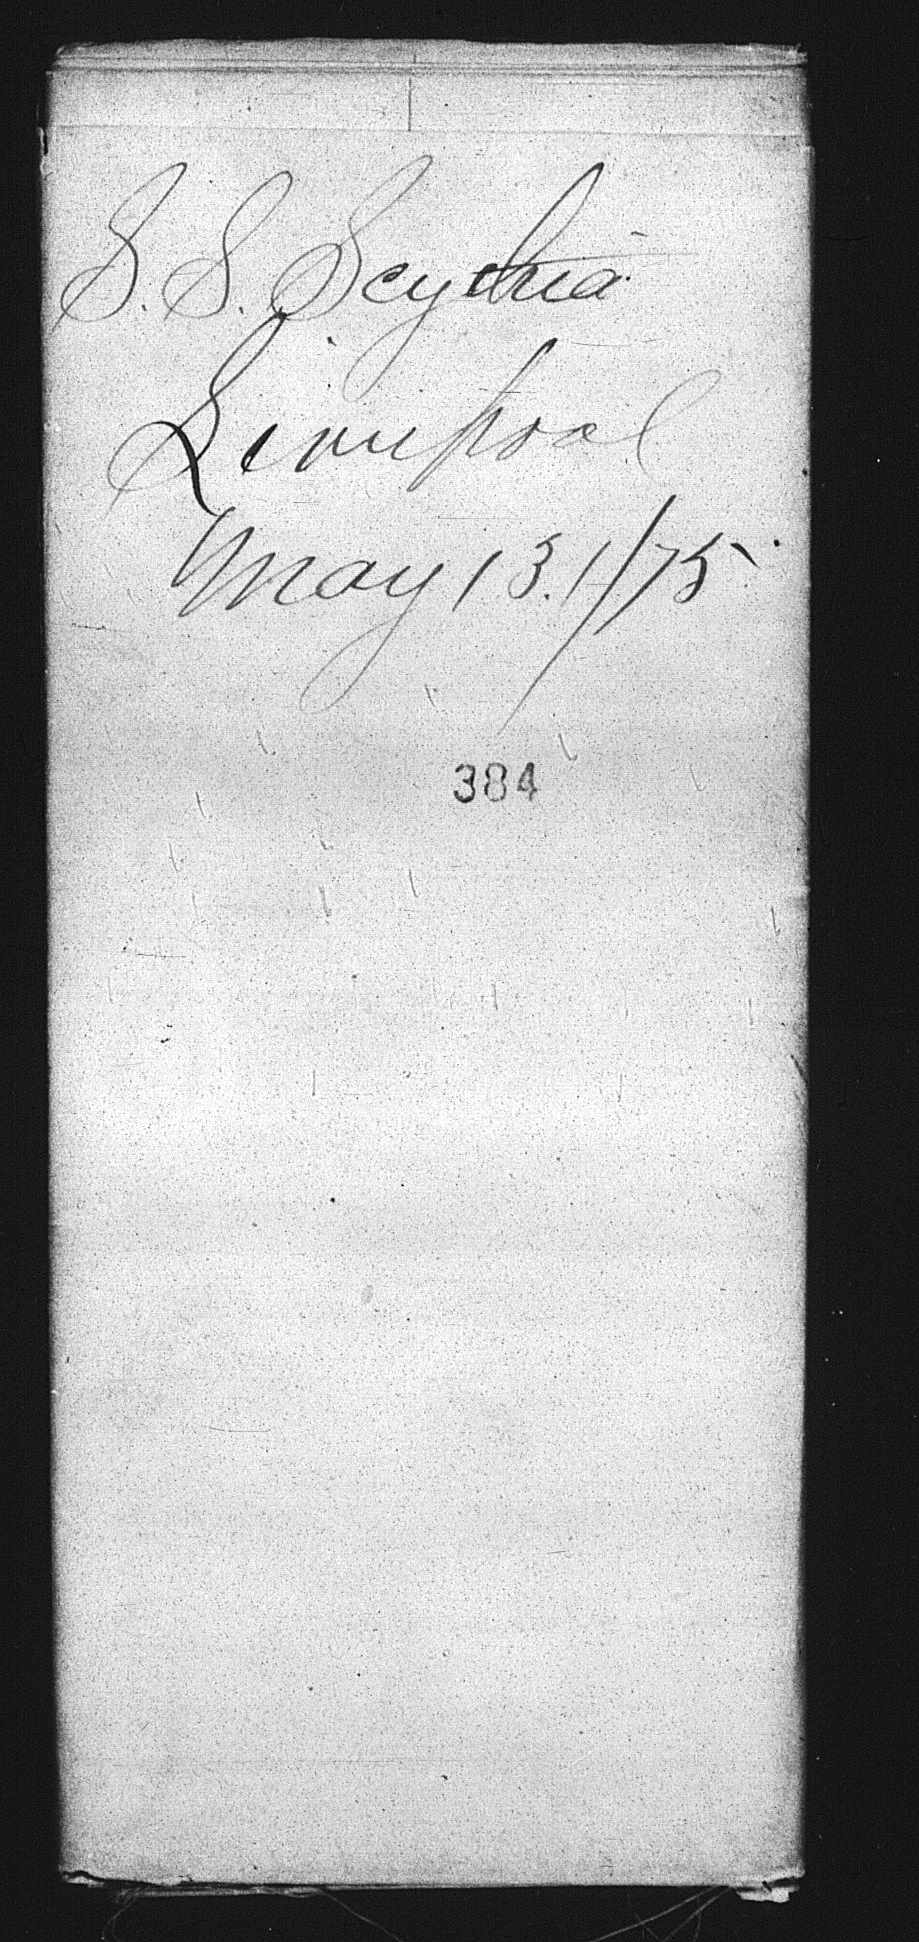 S. S. Scythia
Liverpool
May 13. 1/75
384